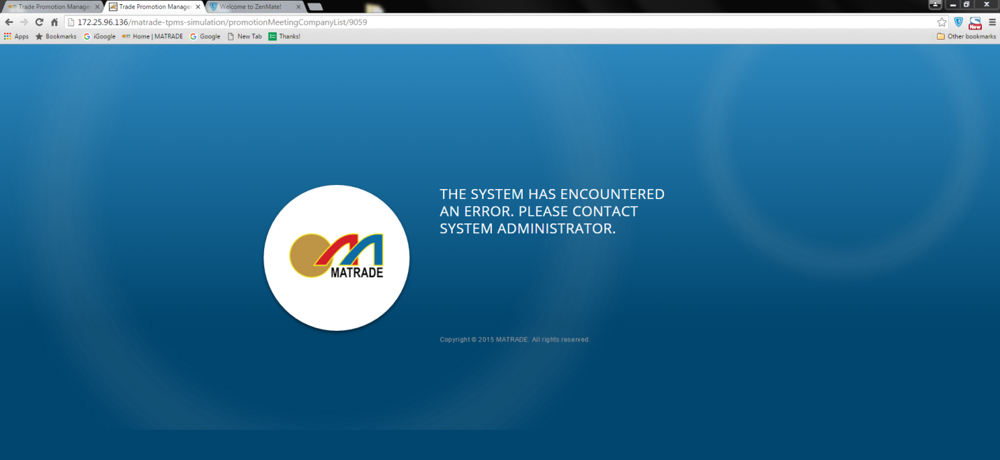 Trade Promotion Manage
Trade Promotion Manage
Welcome to ZenMate!
172.25.96.136/matrade-tpms-simulation/promotionMeetingCompanyList/9059
New
Apps
Bookmarks
iGoogle
Home | MATRADE
Google
New Tab
Thanks!
Other bookmarks
THE SYSTEM HAS ENCOUNTERED
AN ERROR. PLEASE CONTACT
SYSTEM ADMINISTRATOR.
MATRADE
Copyright © 2015 MATRADE. All rights reserved.